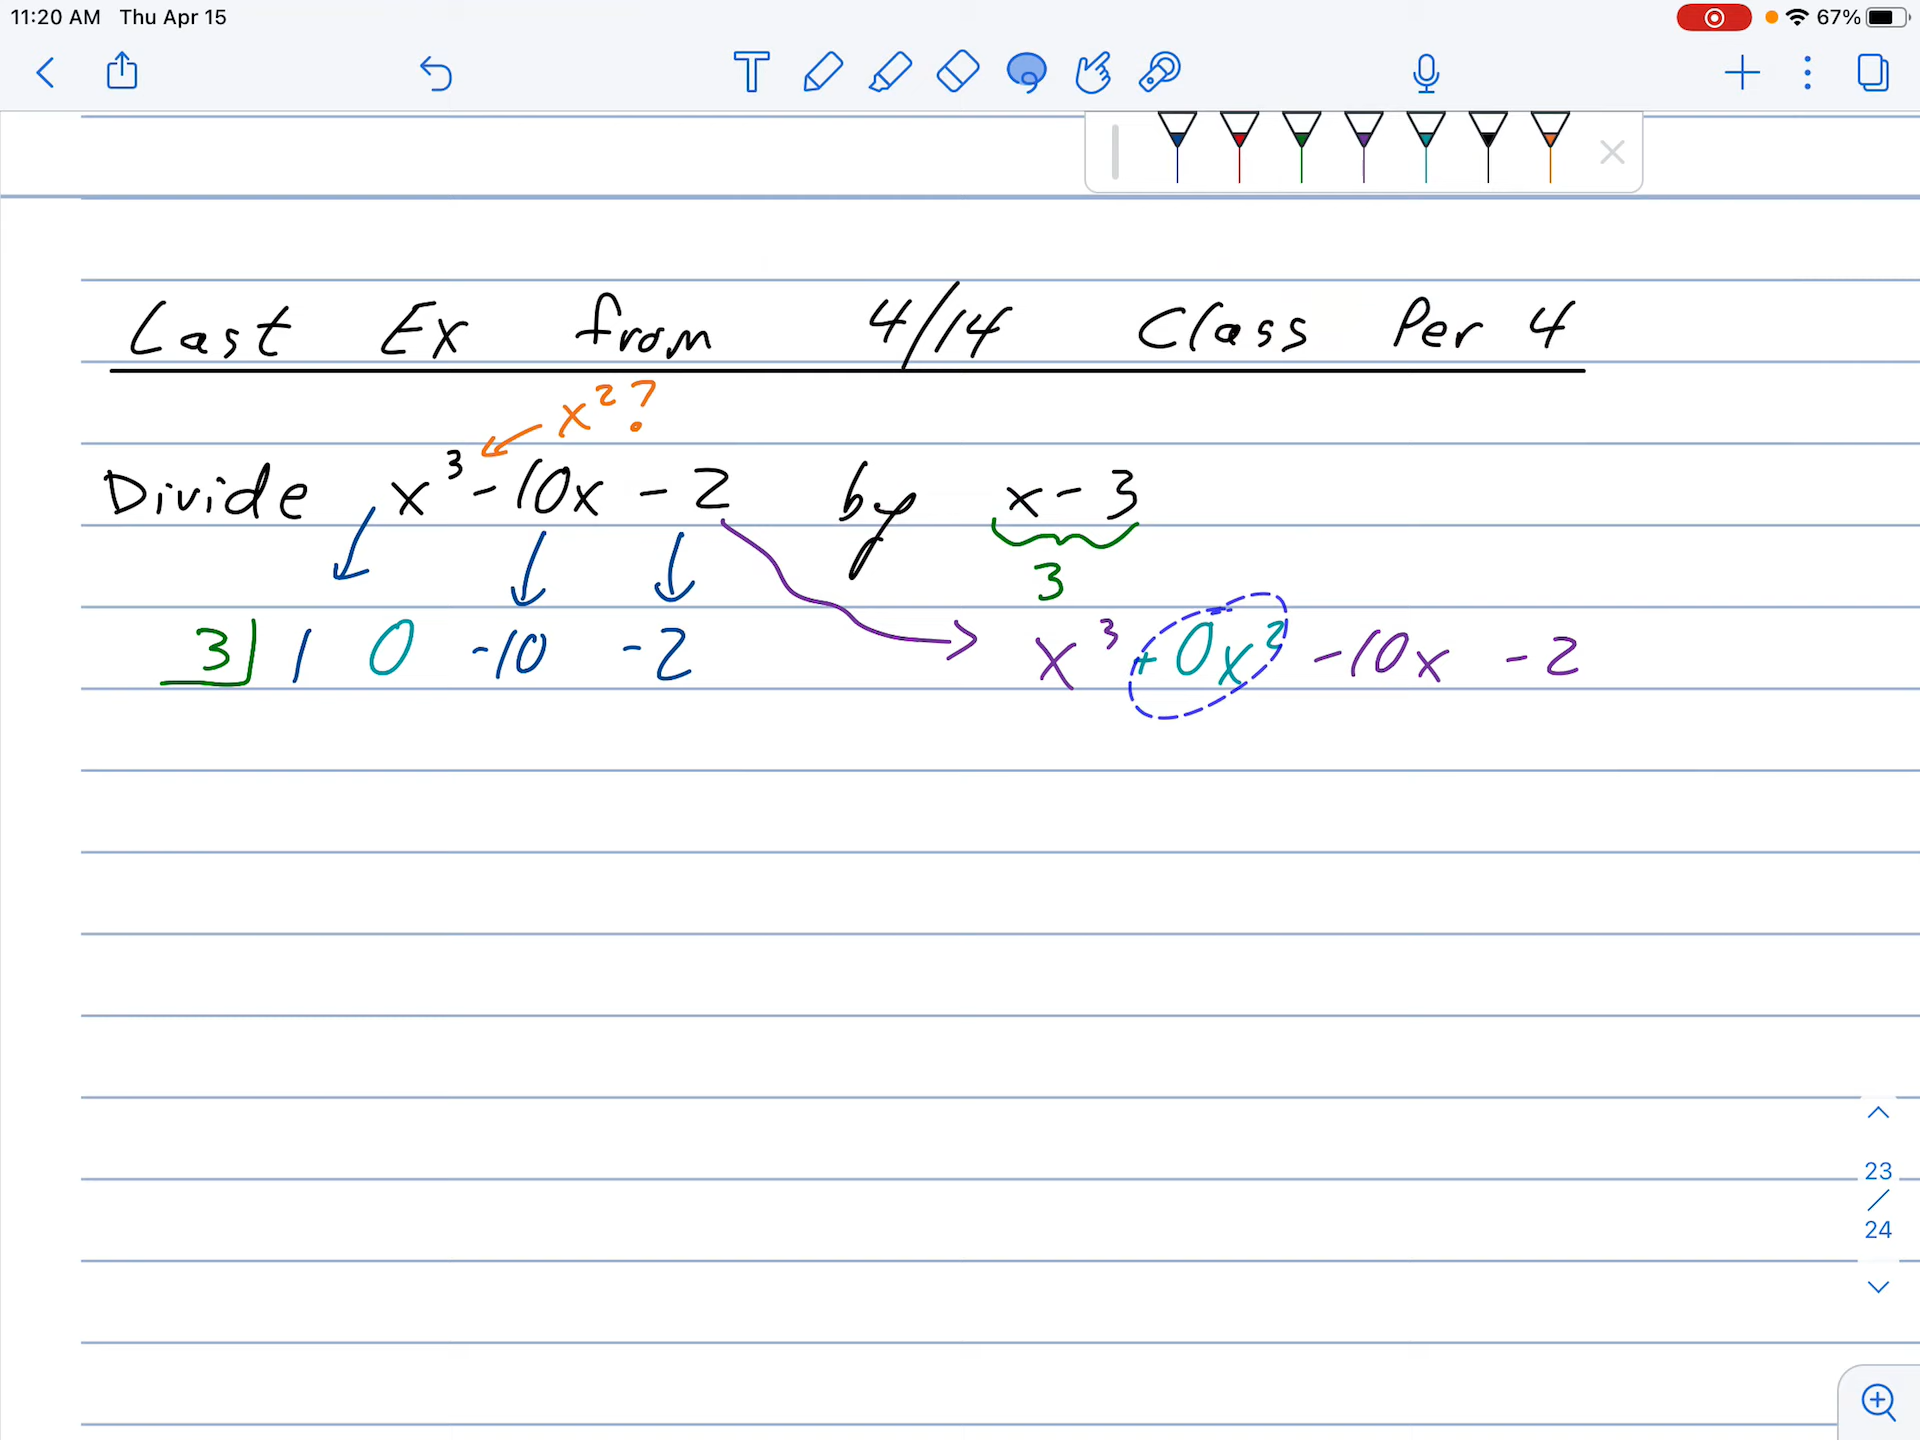 11:20 AM Thu Apr 15 67%
T
Last Ex from 4/14 Class Per 4
x²?
Divide x³ - 10x - 2 by x - 3
3
3 1 0 -10 -2 x³ + 0x² - 10x - 2
23
/
24